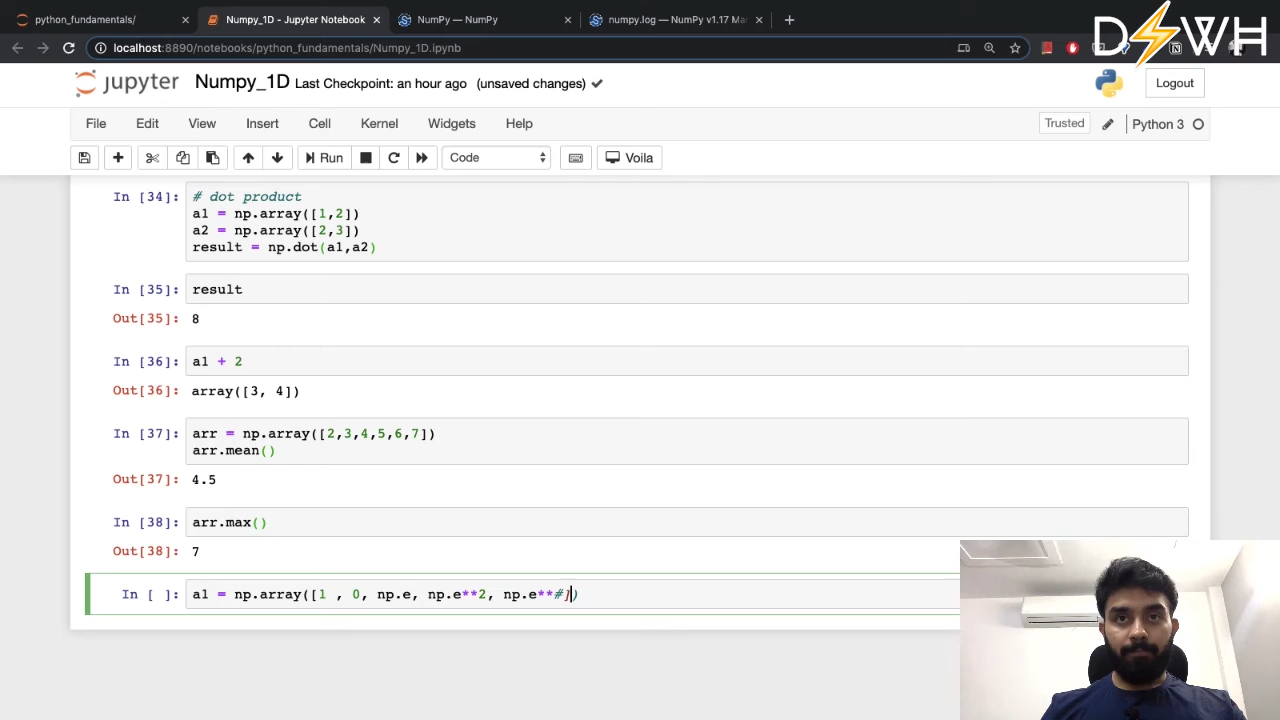 python_fundamentals/
Numpy_1D - Jupyter Notebook
NumPy — NumPy
numpy.log — NumPy v1.17 Ma
localhost:8890/notebooks/python_fundamentals/Numpy_1D.ipynb
D WH
jupyter Numpy_1D Last Checkpoint: an hour ago (unsaved changes)
Logout
File Edit View Insert Cell Kernel Widgets Help
Trusted
Python 3
Run
Code
Voila
In [34]: # dot product
a1 = np.array([1,2])
a2 = np.array([2,3])
result = np.dot(a1,a2)
In [35]: result
Out[35]: 8
In [36]: a1 + 2
Out[36]: array([3, 4])
In [37]: arr = np.array([2,3,4,5,6,7])
arr.mean()
Out[37]: 4.5
In [38]: arr.max()
Out[38]: 7
In [ ]: a1 = np.array([1 , 0, np.e, np.e**2, np.e**#])